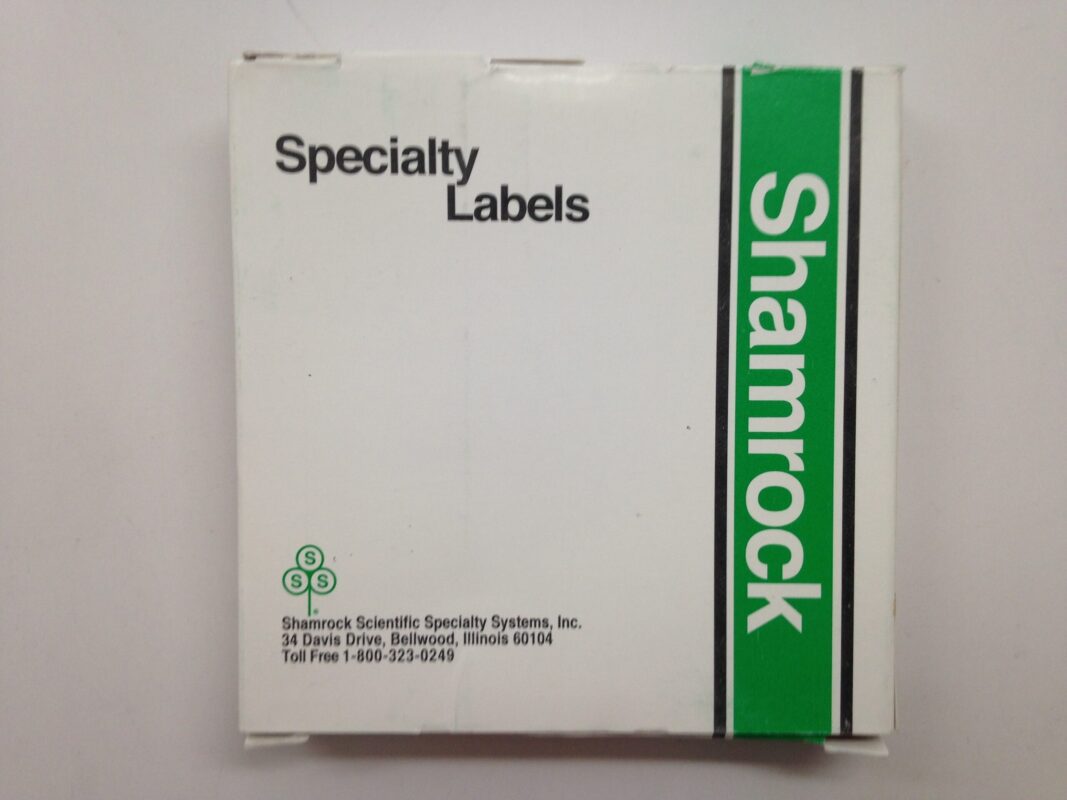 Specialty
Labels
Shamrock
S
S S
®
Shamrock Scientific Specialty Systems, Inc.
34 Davis Drive, Bellwood, Illinois 60104
Toll Free 1-800-323-0249